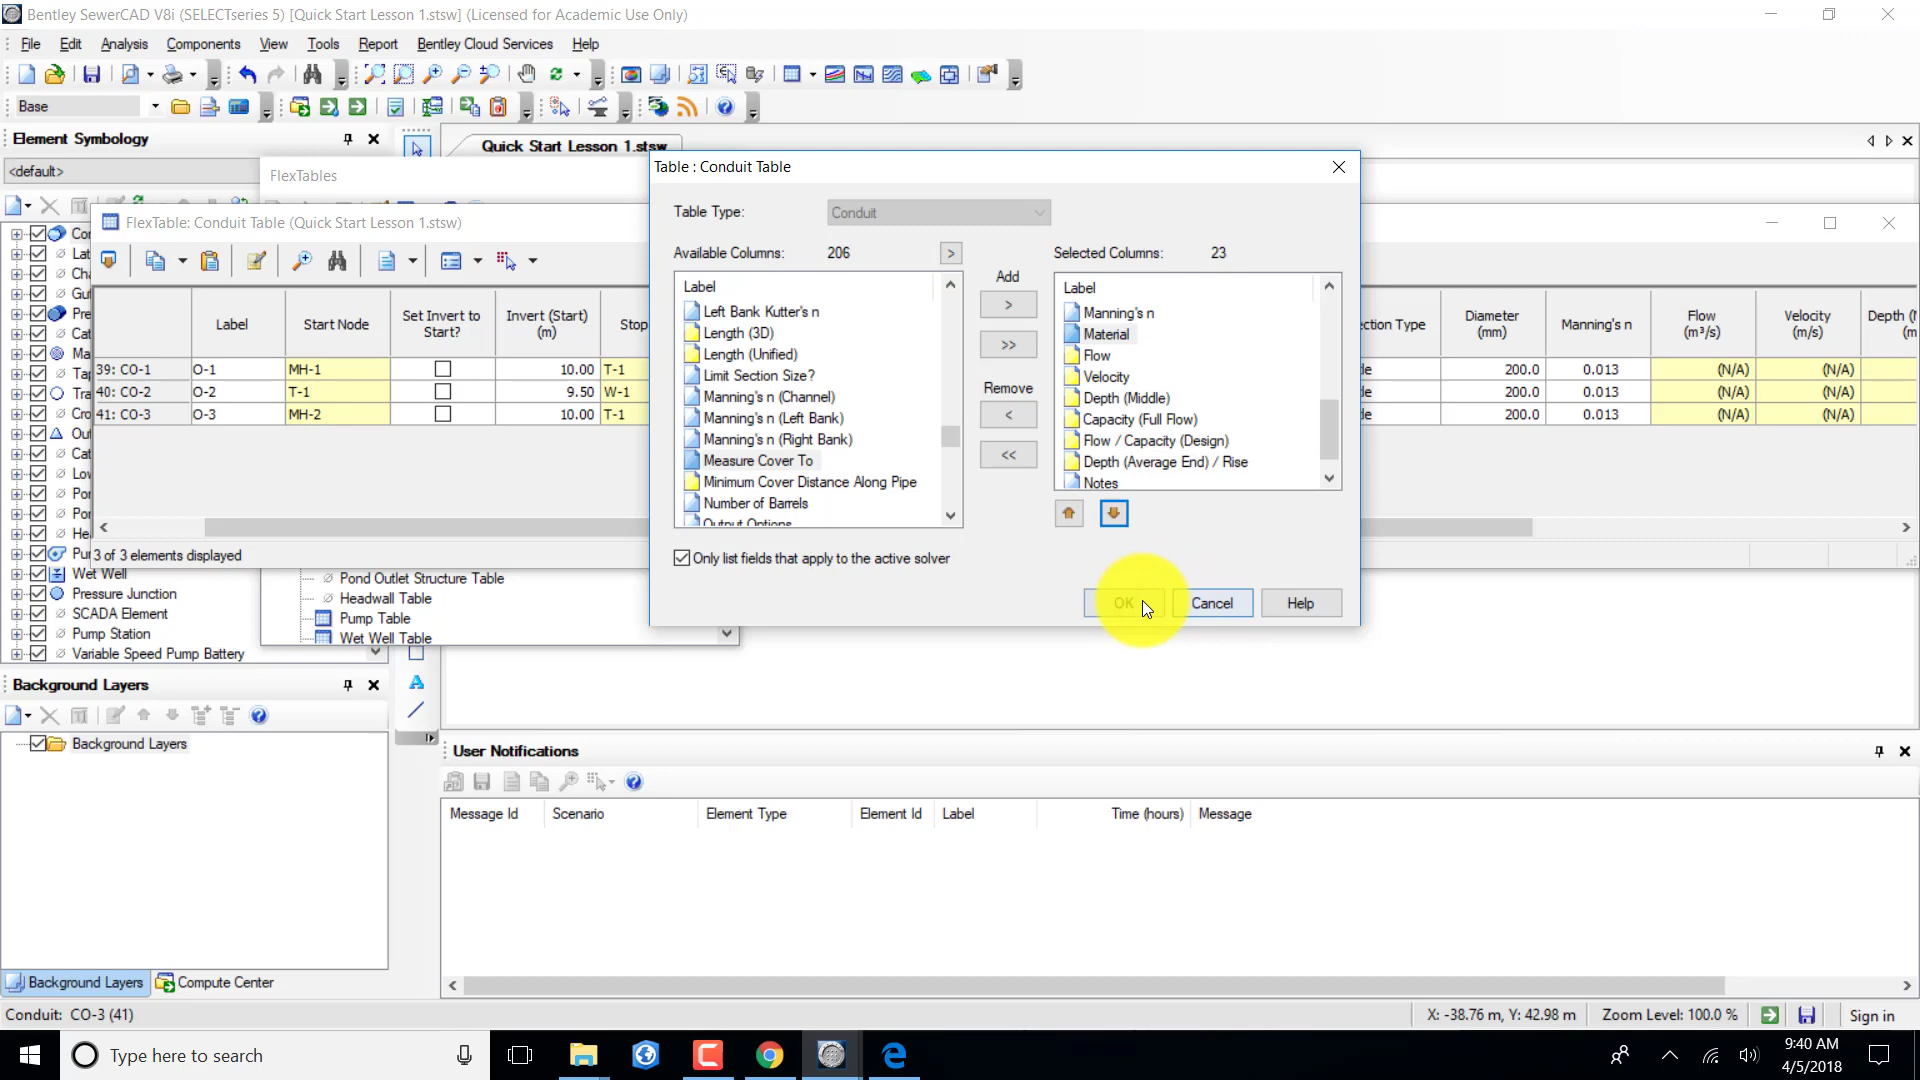 Bentley SewerCAD V8i (SELECTseries 5) [Quick Start Lesson 1.stsw] (Licensed for Academic Use Only)
File Edit Analysis Components View Tools Report Bentley Cloud Services Help
Base
Element Symbology
<default>
Quick Start Lesson 1.stsw
FlexTables
FlexTable: Conduit Table (Quick Start Lesson 1.stsw)
Label
Start Node
Set Invert to Start?
Invert (Start) (m)
Stop
39: CO-1 O-1 MH-1 10.00 T-1
40: CO-2 O-2 T-1 9.50 W-1
41: CO-3 O-3 MH-2 10.00 T-1
3 of 3 elements displayed
ction Type
Diameter (mm)
Manning's n
Flow (m³/s)
Velocity (m/s)
200.0 0.013 (N/A) (N/A)
200.0 0.013 (N/A) (N/A)
200.0 0.013 (N/A) (N/A)
Table : Conduit Table
Table Type: Conduit
Available Columns: 206 >
Label
Left Bank Kutter's n
Length (3D)
Length (Unified)
Limit Section Size?
Manning's n (Channel)
Manning's n (Left Bank)
Manning's n (Right Bank)
Measure Cover To
Minimum Cover Distance Along Pipe
Number of Barrels
Output Options
Add
>
>>
Remove
<
<<
Selected Columns: 23
Label
Manning's n
Material
Flow
Velocity
Depth (Middle)
Capacity (Full Flow)
Flow / Capacity (Design)
Depth (Average End) / Rise
Notes
Only list fields that apply to the active solver
OK Cancel Help
Pond Outlet Structure Table
Headwall Table
Pump Table
Wet Well Table
Wet Well
Pressure Junction
SCADA Element
Pump Station
Variable Speed Pump Battery
Background Layers
Background Layers
Background Layers Compute Center
User Notifications
Message Id Scenario Element Type Element Id Label Time (hours) Message
Conduit: CO-3 (41)
X: -38.76 m, Y: 42.98 m Zoom Level: 100.0 % Sign in
Type here to search
9:40 AM
4/5/2018